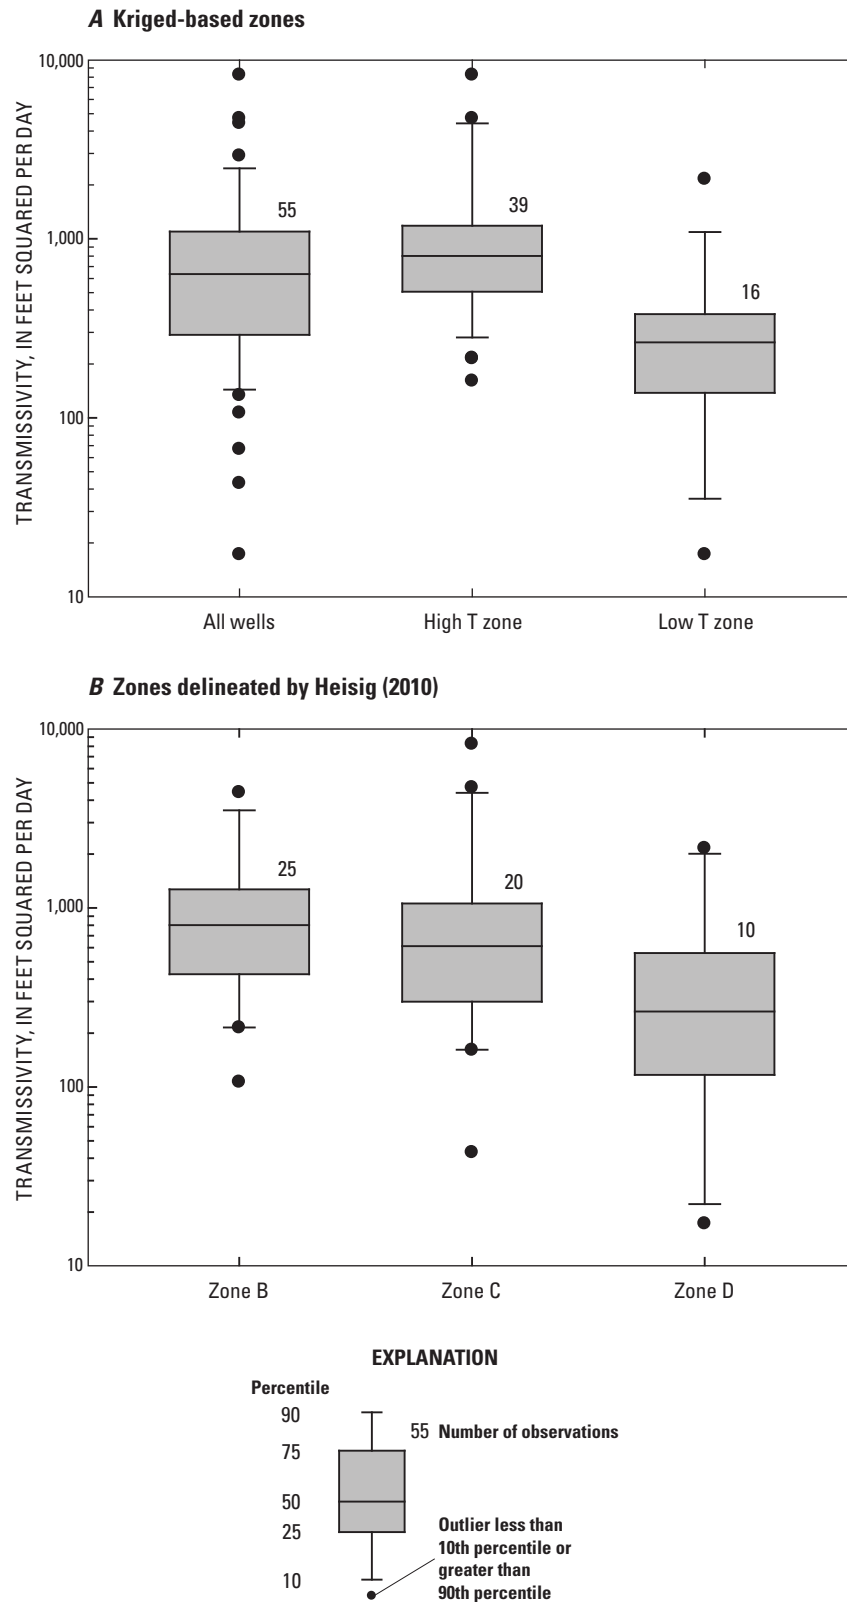 A Kriged-based zones
TRANSMISSIVITY, IN FEET SQUARED PER DAY
10,000
1,000
100
10
55
39
16
All wells
High T zone
Low T zone
B Zones delineated by Heisig (2010)
TRANSMISSIVITY, IN FEET SQUARED PER DAY
10,000
1,000
100
10
25
20
10
Zone B
Zone C
Zone D
EXPLANATION
Percentile
90
75
50
25
10
55 Number of observations
Outlier less than
10th percentile or
greater than
90th percentile